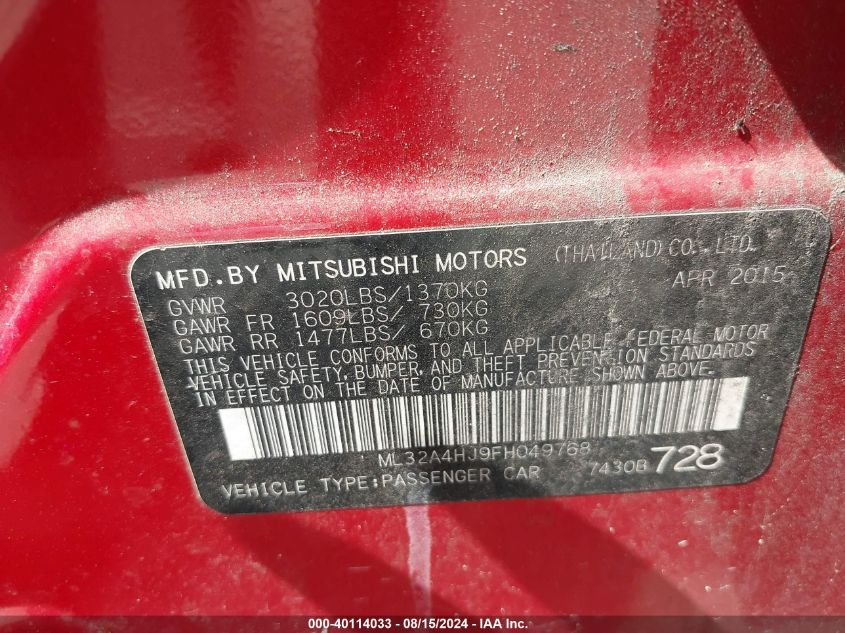 MFD.BY MITSUBISHI MOTORS (THAILAND) CO.,LTD.
APR 2015
GVWR 3020LBS/1370KG
GAWR FR 1609LBS/ 730KG
GAWR RR 1477LBS/ 670KG
THIS VEHICLE CONFORMS TO ALL APPLICABLE FEDERAL MOTOR
VEHICLE SAFETY, BUMPER, AND THEFT PREVENTION STANDARDS
IN EFFECT ON THE DATE OF MANUFACTURE SHOWN ABOVE.
ML32A4HJ9FH049768
VEHICLE TYPE:PASSENGER CAR 7430B 728
000-40114033 - 08/15/2024 - IAA Inc.